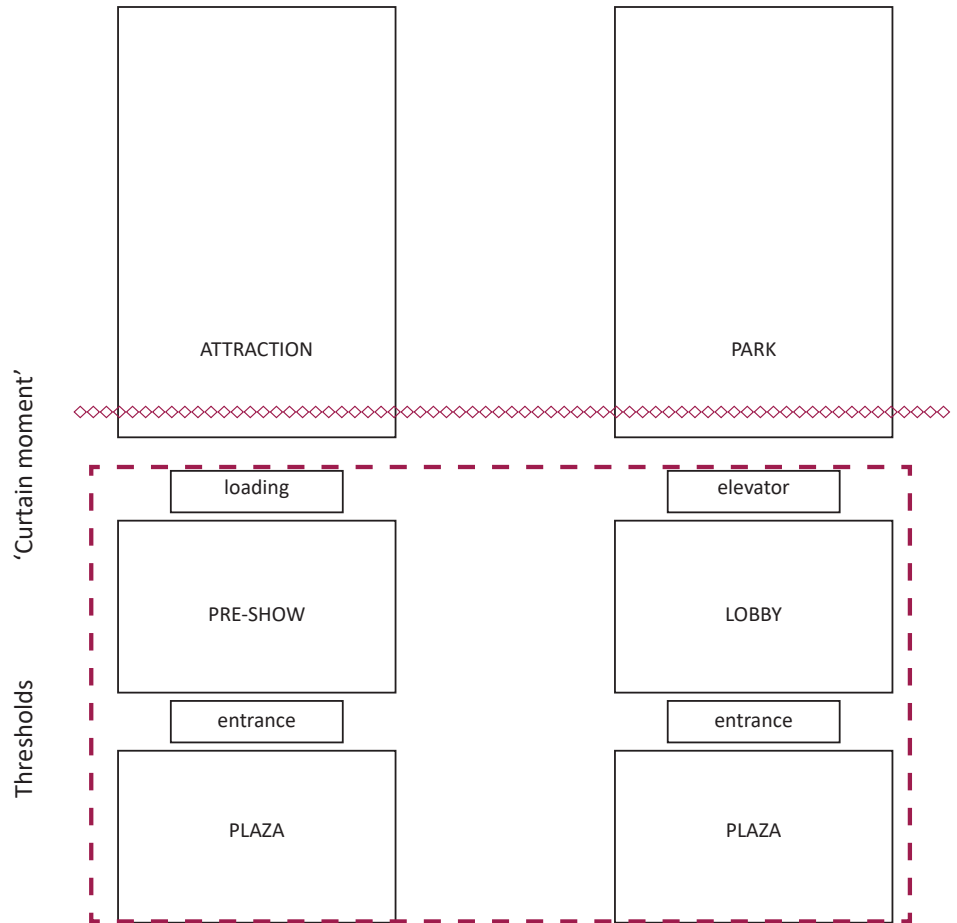 ATTRACTION
PARK
‘Curtain moment’
loading
elevator
PRE-SHOW
LOBBY
Thresholds
entrance
entrance
PLAZA
PLAZA